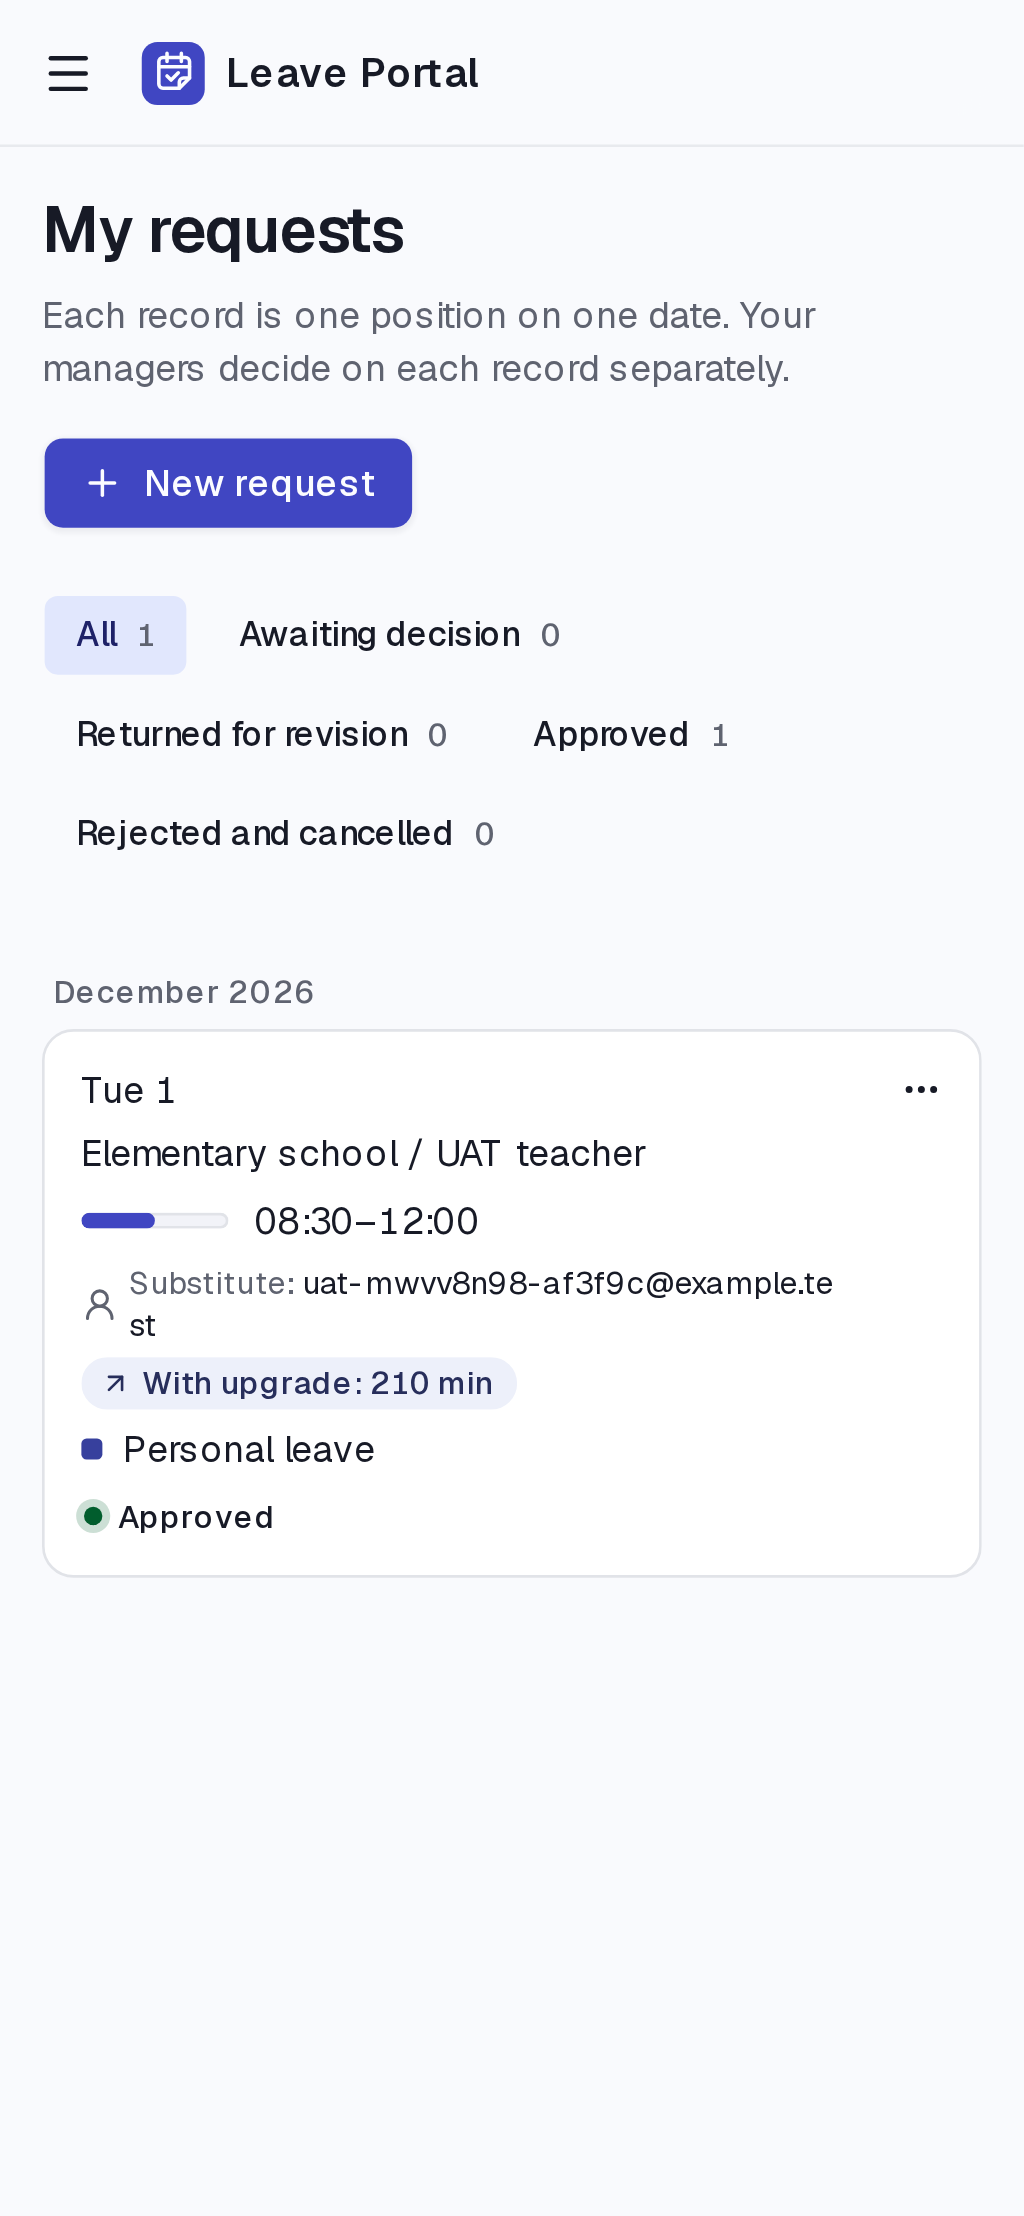 Leave Portal
My requests
Each record is one position on one date. Your
managers decide on each record separately.
New request
All 1 Awaiting decision 0
Returned for revision 0 Approved 1
Rejected and cancelled 0
December 2026
Tue 1
Elementary school / UAT teacher
08:30–12:00
Substitute: uat-mwvv8n98-af3f9c@example.te
st
With upgrade: 210 min
Personal leave
Approved